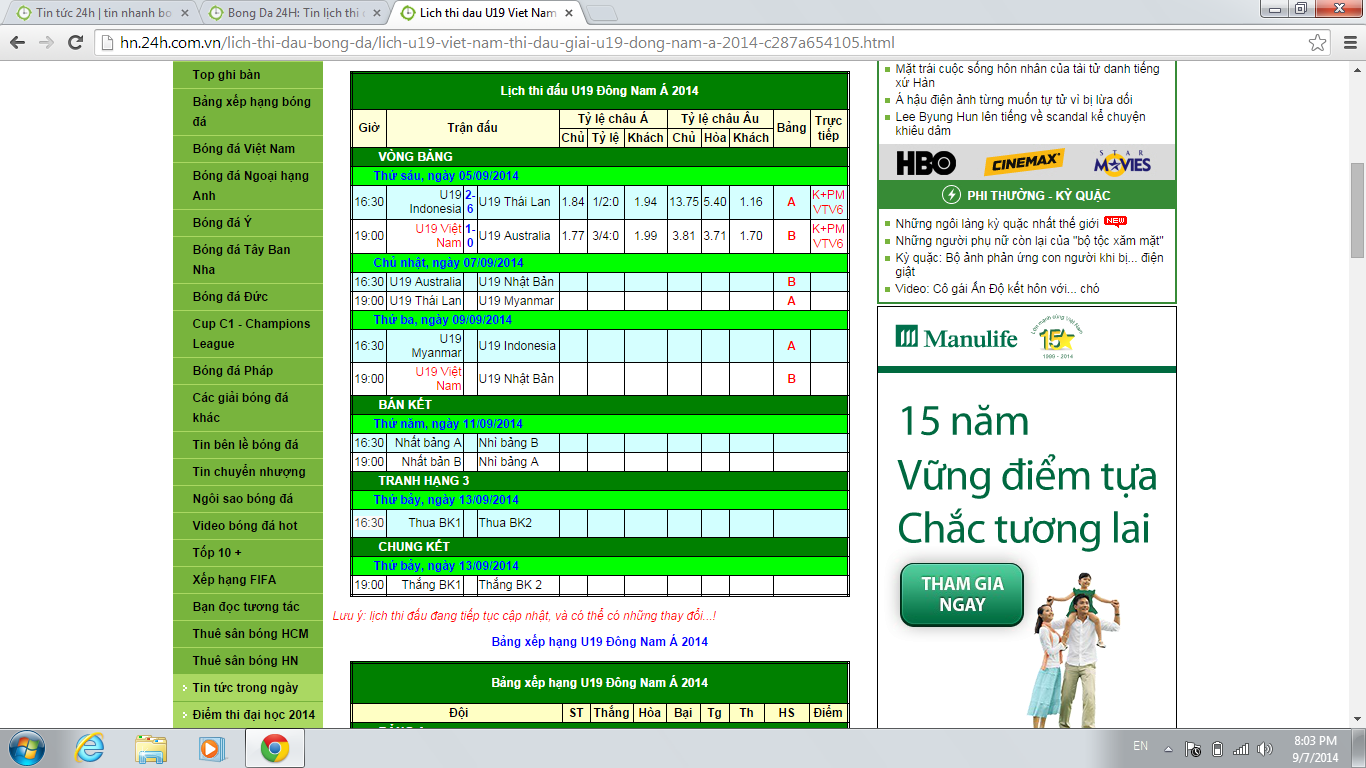 Tin tức 24h | tin nhanh bo
Bong Da 24H: Tin lịch thi
Lich thi dau U19 Viet Nam
hn.24h.com.vn/lich-thi-dau-bong-da/lich-u19-viet-nam-thi-dau-giai-u19-dong-nam-a-2014-c287a654105.html
Top ghi bàn
Bảng xếp hạng bóng
đá
Bóng đá Việt Nam
Bóng đá Ngoại hạng
Anh
Bóng đá Ý
Bóng đá Tây Ban
Nha
Bóng đá Đức
Cup C1 - Champions
League
Bóng đá Pháp
Các giải bóng đá
khác
Tin bên lề bóng đá
Tin chuyển nhượng
Ngôi sao bóng đá
Video bóng đá hot
Tốp 10 +
Xếp hạng FIFA
Bạn đọc tương tác
Thuê sân bóng HCM
Thuê sân bóng HN
Tin tức trong ngày
Điểm thi đại học 2014
Lịch thi đấu U19 Đông Nam Á 2014
Giờ Trận đấu Tỷ lệ châu Á Tỷ lệ châu Âu Bảng Trực tiếp
Chủ Tỷ lệ Khách Chủ Hòa Khách
VÒNG BẢNG
Thứ sáu, ngày 05/09/2014
16:30 U19 Indonesia 2-6 U19 Thái Lan 1.84 1/2:0 1.94 13.75 5.40 1.16 A K+PM VTV6
19:00 U19 Việt Nam 1-0 U19 Australia 1.77 3/4:0 1.99 3.81 3.71 1.70 B K+PM VTV6
Chủ nhật, ngày 07/09/2014
16:30 U19 Australia U19 Nhật Bản B
19:00 U19 Thái Lan U19 Myanmar A
Thứ ba, ngày 09/09/2014
16:30 U19 Myanmar U19 Indonesia A
19:00 U19 Việt Nam U19 Nhật Bản B
BÁN KẾT
Thứ năm, ngày 11/09/2014
16:30 Nhất bảng A Nhì bảng B
19:00 Nhất bản B Nhì bảng A
TRANH HẠNG 3
Thứ bảy, ngày 13/09/2014
16:30 Thua BK1 Thua BK2
CHUNG KẾT
Thứ bảy, ngày 13/09/2014
19:00 Thắng BK1 Thắng BK 2
Lưu ý: lịch thi đấu đang tiếp tục cập nhật, và có thể có những thay đổi...!
Bảng xếp hạng U19 Đông Nam Á 2014
Bảng xếp hạng U19 Đông Nam Á 2014
Đội ST Thắng Hòa Bại Tg Th HS Điểm
Mặt trái cuộc sống hôn nhân của tài tử danh tiếng
xứ Hàn
Á hậu điện ảnh từng muốn tự tử vì bị lừa dối
Lee Byung Hun lên tiếng về scandal kể chuyện
khiêu dâm
HBO CINEMAX STAR MOVIES
PHI THƯỜNG - KỲ QUẶC
Những ngôi làng kỳ quặc nhất thế giới NEW
Những người phụ nữ còn lại của "bộ tộc xăm mặt"
Kỳ quặc: Bộ ảnh phản ứng con người khi bị... điện
giật
Video: Cô gái Ấn Độ kết hôn với... chó
Manulife
15
1999 - 2014
15 năm
Vững điểm tựa
Chắc tương lai
THAM GIA
NGAY
EN
8:03 PM
9/7/2014